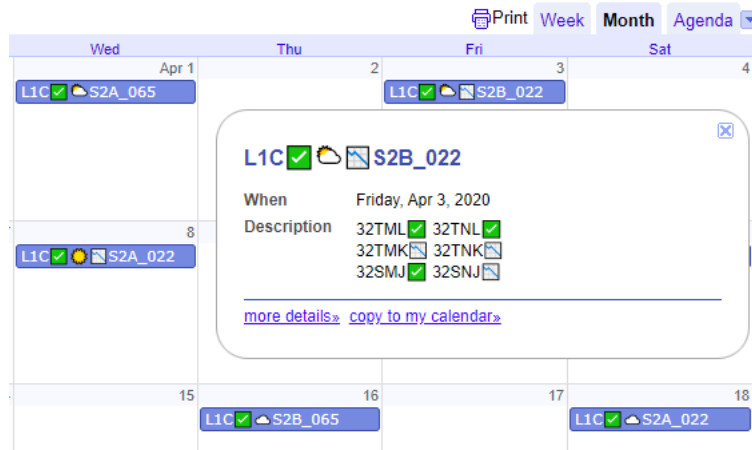 Print Week Month Agenda
Wed Thu Fri Sat
Apr 1 2 3 4
L1C✅🌥S2A_065 L1C✅🌥📉S2B_022
L1C✅🌥📉S2B_022
When Friday, Apr 3, 2020
Description 32TML✅ 32TNL✅
32TMK📉 32TNK📉
32SMJ✅ 32SNJ📉
more details» copy to my calendar»
8
L1C✅☀📉S2A_022
15 16 17 18
L1C✅☁S2B_065 L1C✅☁S2A_022